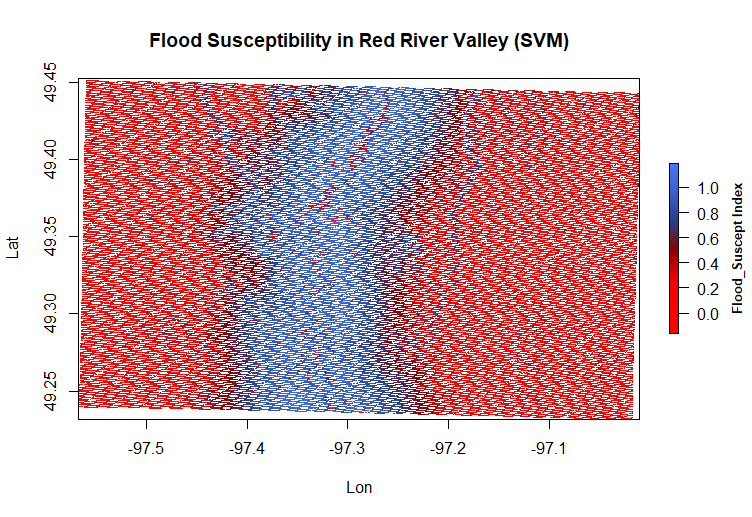 Flood Susceptibility in Red River Valley (SVM)
49.45
49.40
49.35
49.30
49.25
Lat
-97.5 -97.4 -97.3 -97.2 -97.1
Lon
1.0
0.8
0.6
0.4
0.2
0.0
Flood_Suscept Index